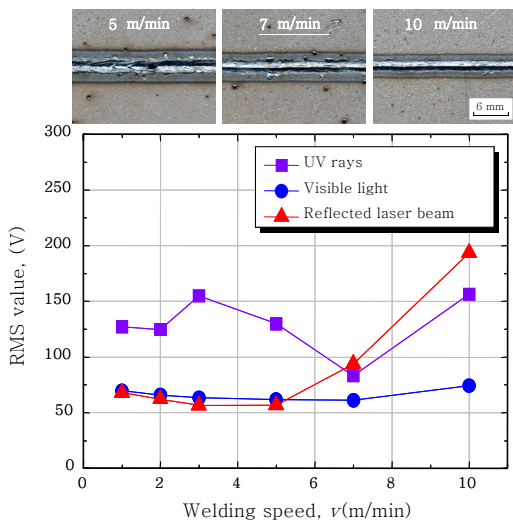 5 m/min
7 m/min
10 m/min
6 mm
300
250
200
150
100
50
0
RMS value, (V)
UV rays
Visible light
Reflected laser beam
0 2 4 6 8 10
Welding speed, v(m/min)